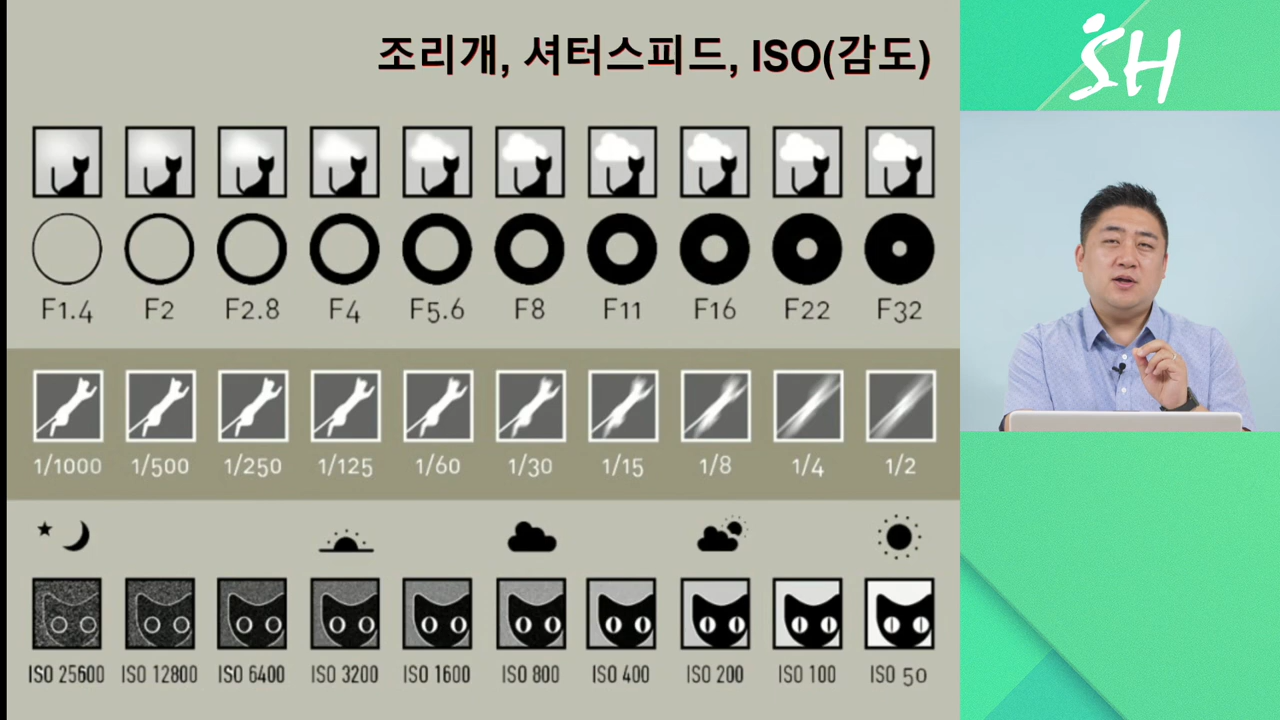 조리개, 셔터스피드, ISO(감도)
SH
F1.4 F2 F2.8 F4 F5.6 F8 F11 F16 F22 F32
1/1000 1/500 1/250 1/125 1/60 1/30 1/15 1/8 1/4 1/2
ISO 25600 ISO 12800 ISO 6400 ISO 3200 ISO 1600 ISO 800 ISO 400 ISO 200 ISO 100 ISO 50